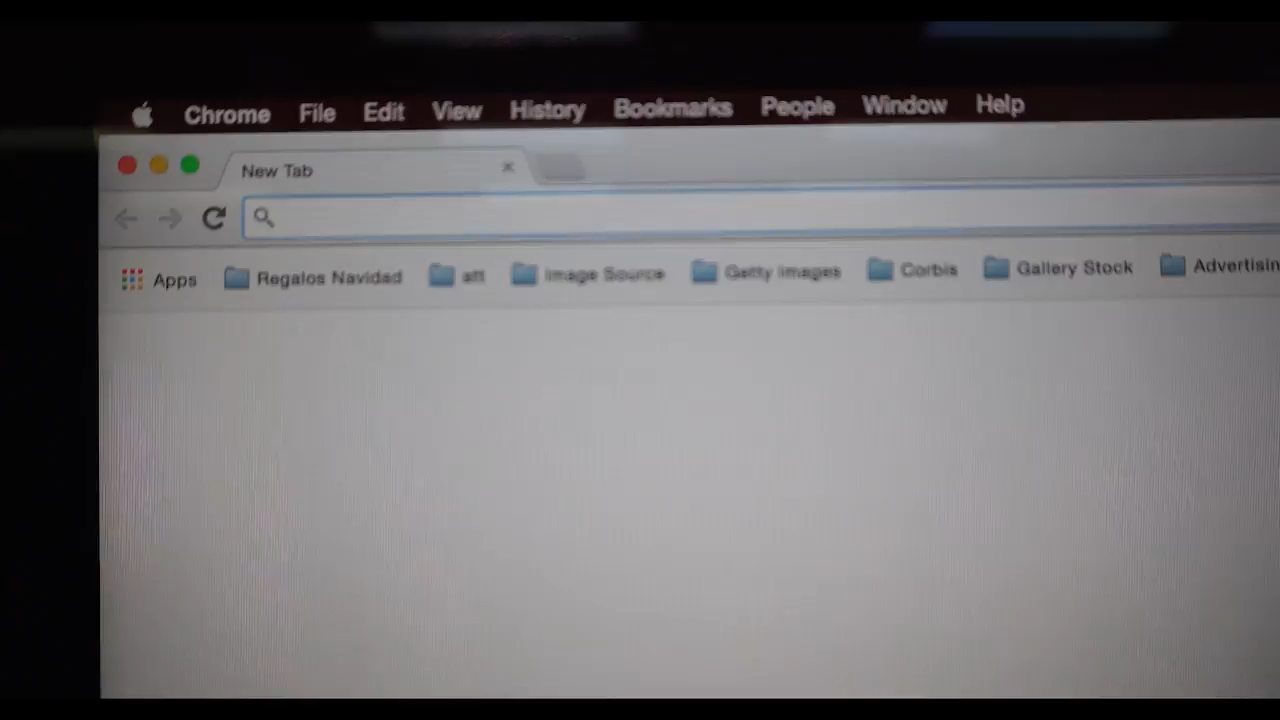 Chrome File Edit View History Bookmarks People Window Help
New Tab
Apps Regalos Navidad Image Source Getty Images Corbis Gallery Stock Advertisin